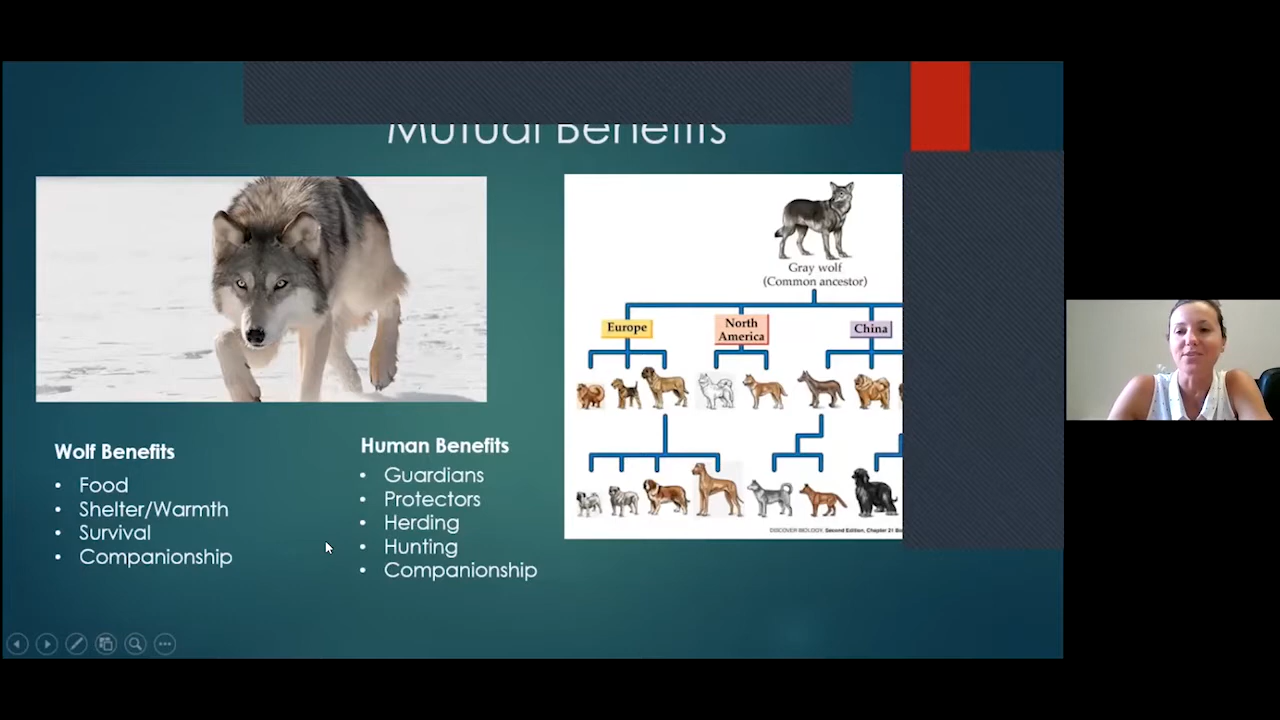 Mutual Benefits
Gray wolf
(Common ancestor)
Europe
North
America
China
Wolf Benefits
• Food
• Shelter/Warmth
• Survival
• Companionship
Human Benefits
• Guardians
• Protectors
• Herding
• Hunting
• Companionship
DISCOVER BIOLOGY, Second Edition, Chapter 21